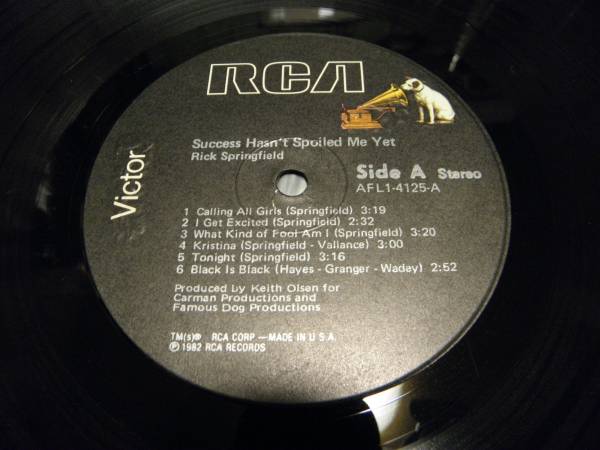 RCA
Victor
Success Hasn't Spoiled Me Yet
Rick Springfield
Side A Stereo
AFL1-4125-A
1 Calling All Girls (Springfield) 3:19
2 I Get Excited (Springfield) 2:32
3 What Kind of Fool Am I (Springfield) 3:20
4 Kristina (Springfield - Vallance) 3:00
5 Tonight (Springfield) 3:16
6 Black Is Black (Hayes - Granger - Wadey) 2:52
Produced by Keith Olsen for
Carman Productions and
Famous Dog Productions
TM(s)® RCA CORP — MADE IN U.S.A.
℗ 1982 RCA RECORDS